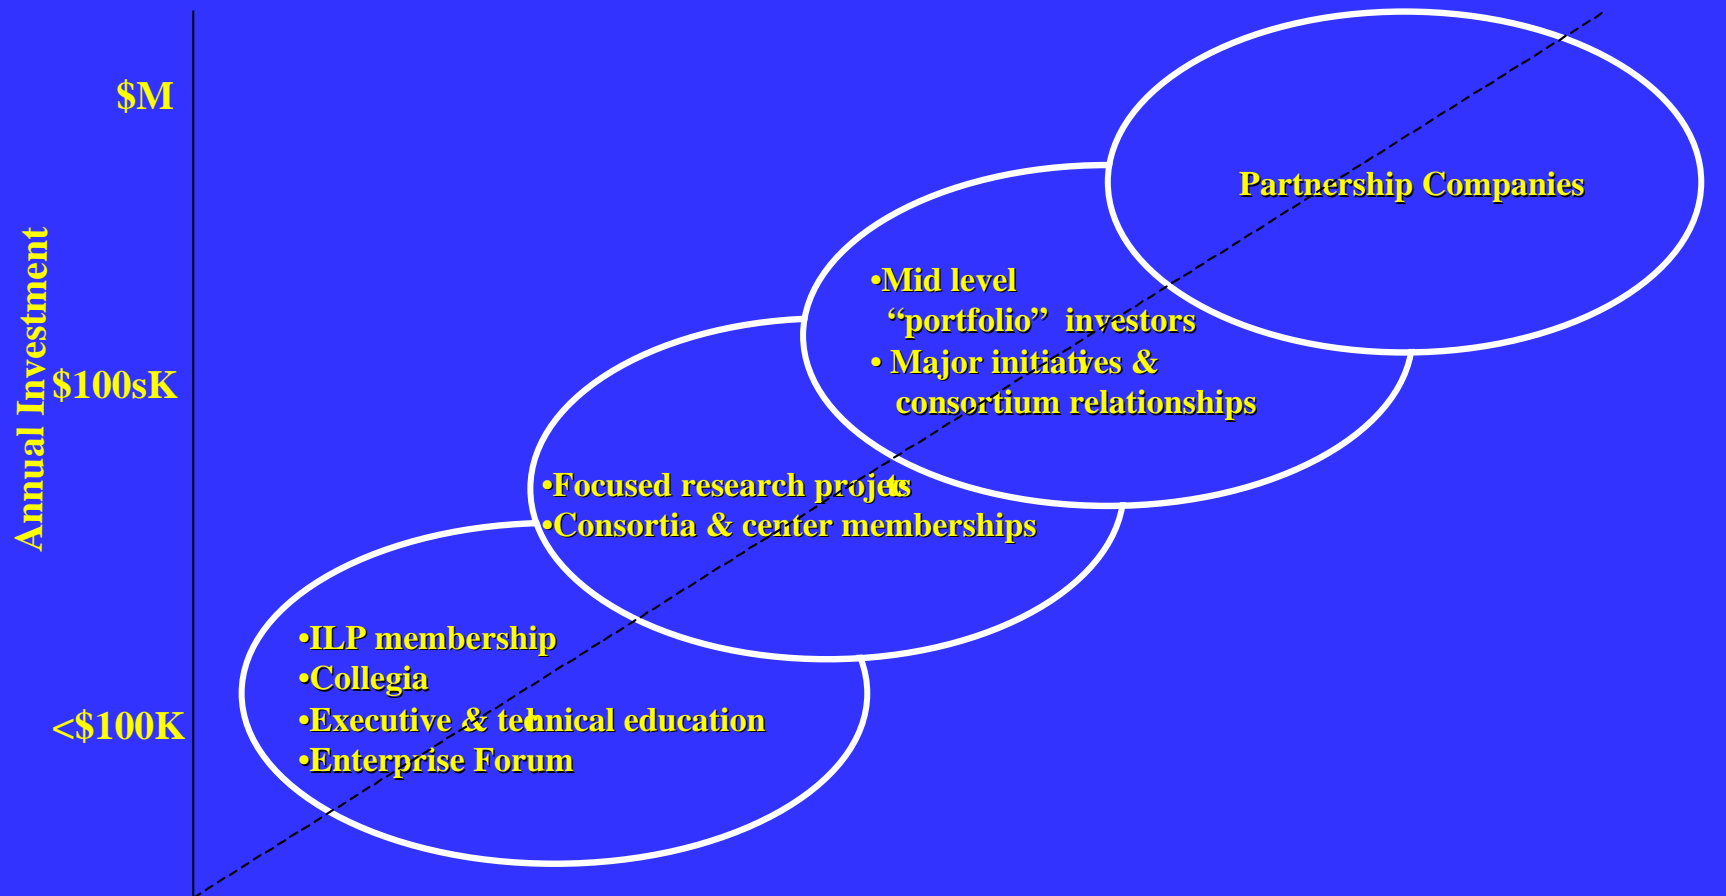 $M
Partnership Companies
•Mid level
“portfolio” investors
• Major initiatives &
consortium relationships
Annual Investment
$100sK
•Focused research projets
•Consortia & center memberships
•ILP membership
•Collegia
•Executive & technical education
<$100K
•Enterprise Forum